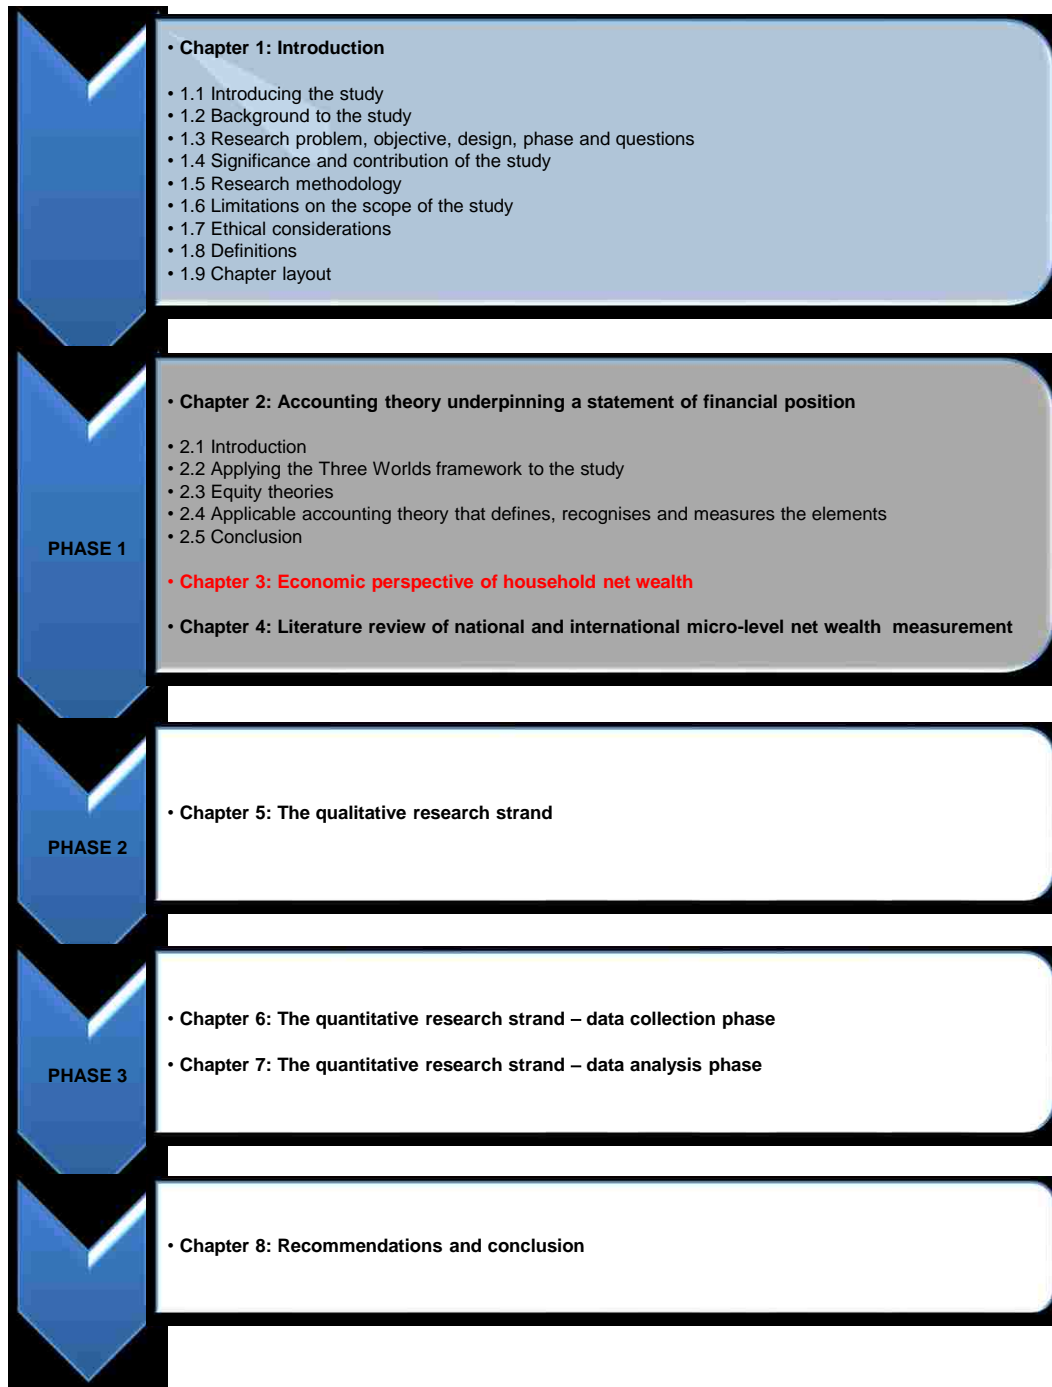 • Chapter 1: Introduction
• 1.1 Introducing the study
• 1.2 Background to the study
• 1.3 Research problem, objective, design, phase and questions
• 1.4 Significance and contribution of the study
• 1.5 Research methodology
• 1.6 Limitations on the scope of the study
• 1.7 Ethical considerations
• 1.8 Definitions
• 1.9 Chapter layout
PHASE 1
• Chapter 2: Accounting theory underpinning a statement of financial position
• 2.1 Introduction
• 2.2 Applying the Three Worlds framework to the study
• 2.3 Equity theories
• 2.4 Applicable accounting theory that defines, recognises and measures the elements
• 2.5 Conclusion
• Chapter 3: Economic perspective of household net wealth
• Chapter 4: Literature review of national and international micro-level net wealth measurement
PHASE 2
• Chapter 5: The qualitative research strand
PHASE 3
• Chapter 6: The quantitative research strand – data collection phase
• Chapter 7: The quantitative research strand – data analysis phase
• Chapter 8: Recommendations and conclusion